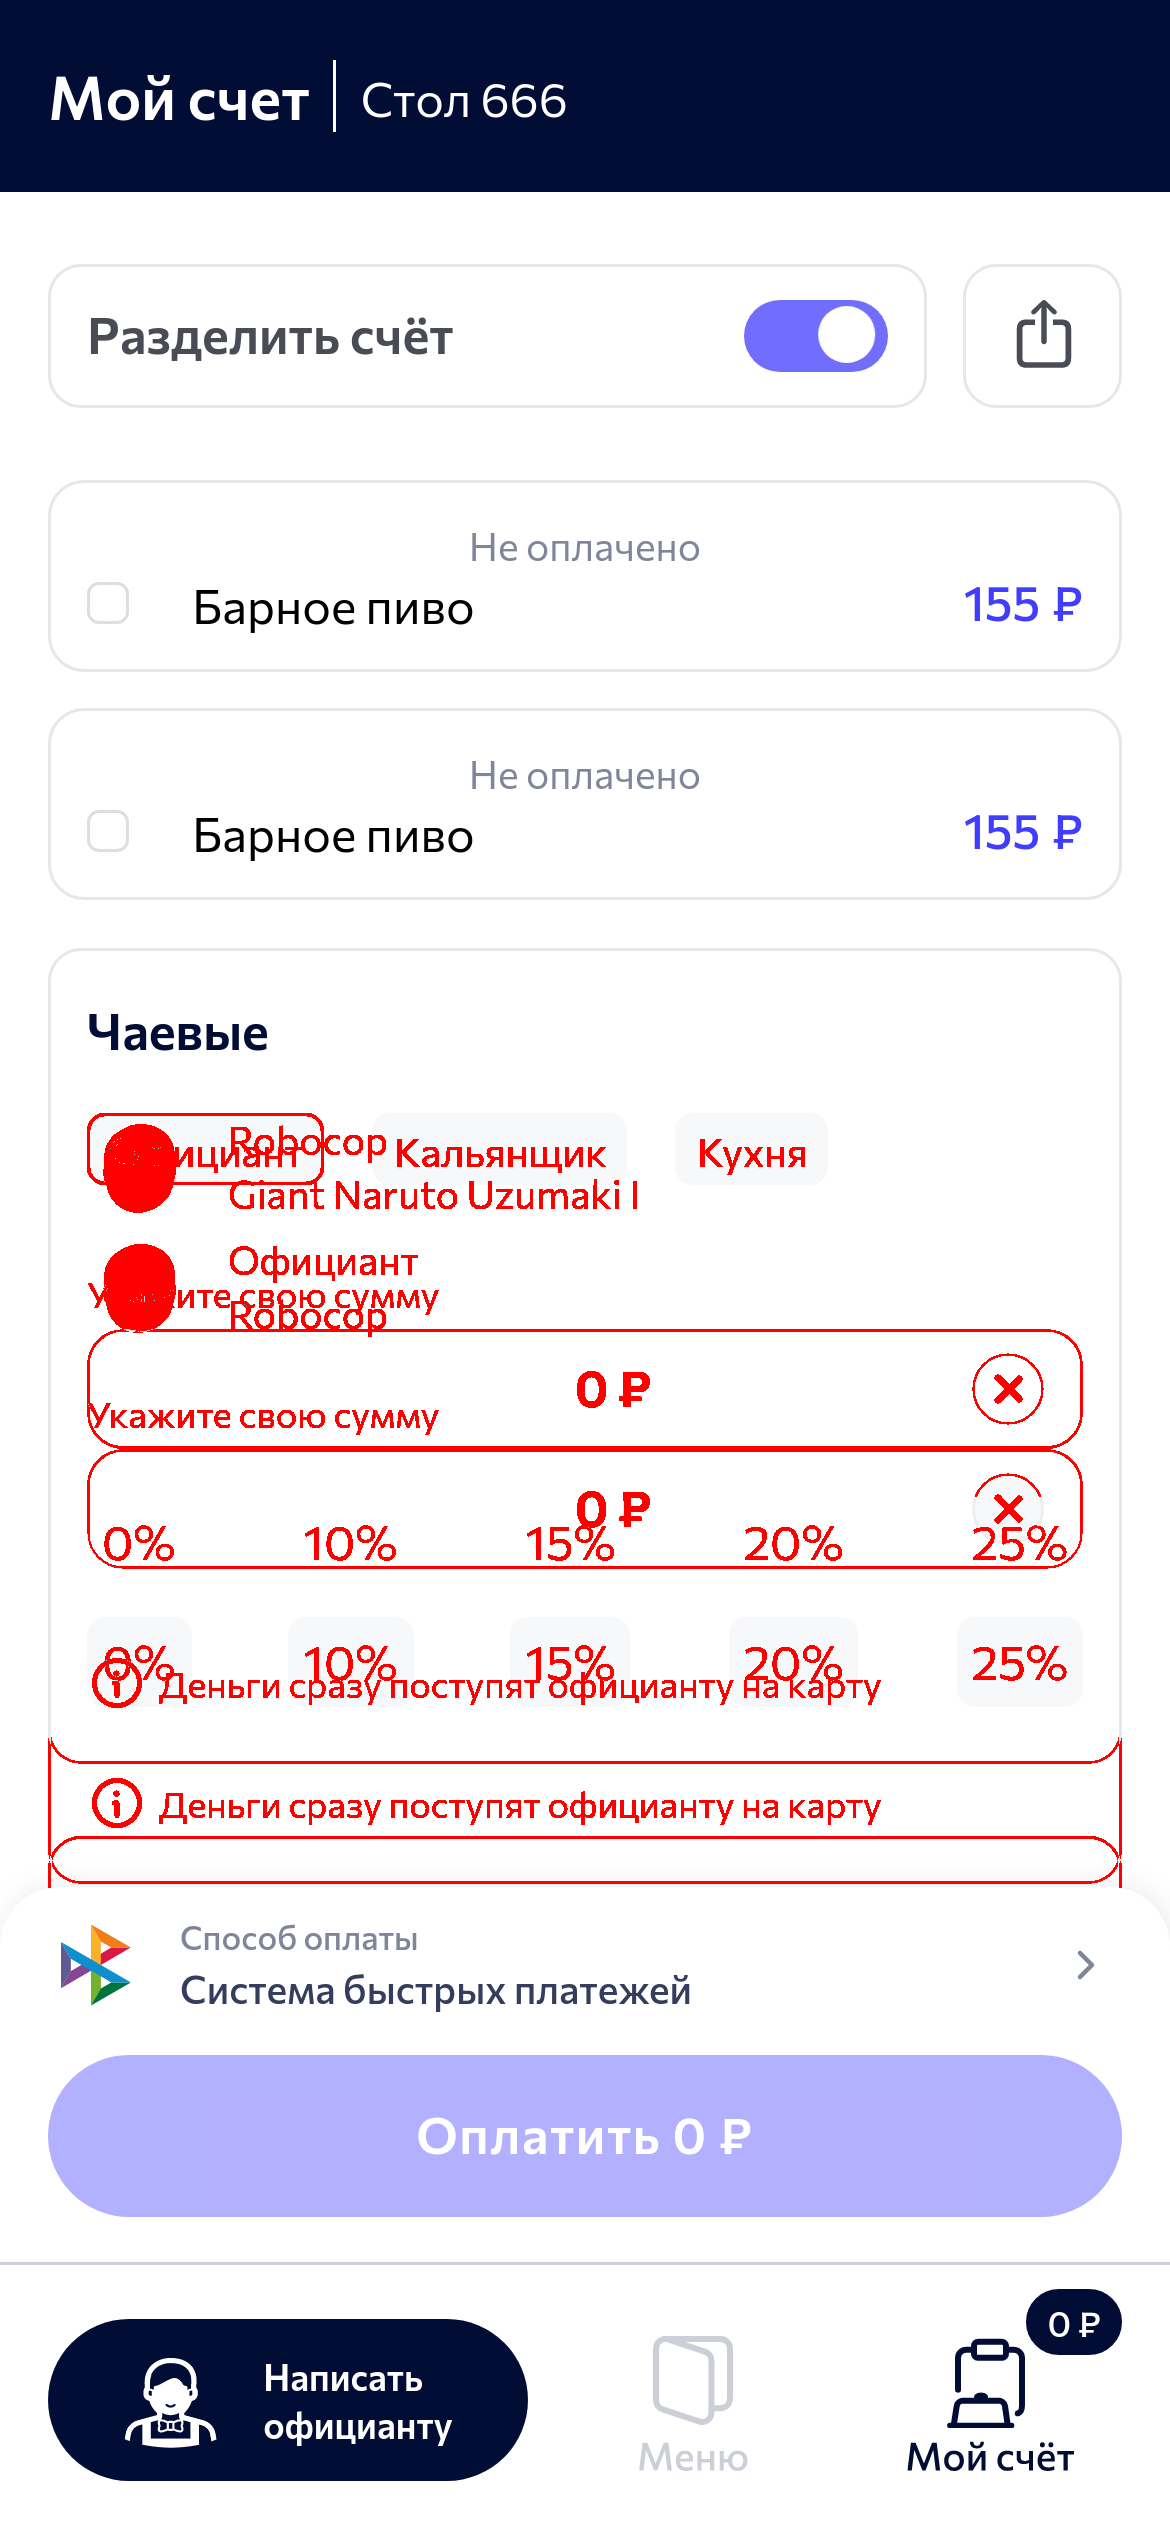 Мой счет
Стол 666
Разделить счёт
Не оплачено
Барное пиво
155 ₽
Не оплачено
Барное пиво
155 ₽
Чаевые
Кальянщик
Кухня
Robocop
Giant Naruto Uzumaki I
Официант
Robocop
Укажите свою сумму
0 ₽
Укажите свою сумму
0 ₽
0%
10%
15%
20%
25%
0%
10%
15%
20%
25%
Деньги сразу поступят официанту на карту
Деньги сразу поступят официанту на карту
Способ оплаты
Система быстрых платежей
Оплатить 0 ₽
Написать
официанту
Меню
0 ₽
Мой счёт